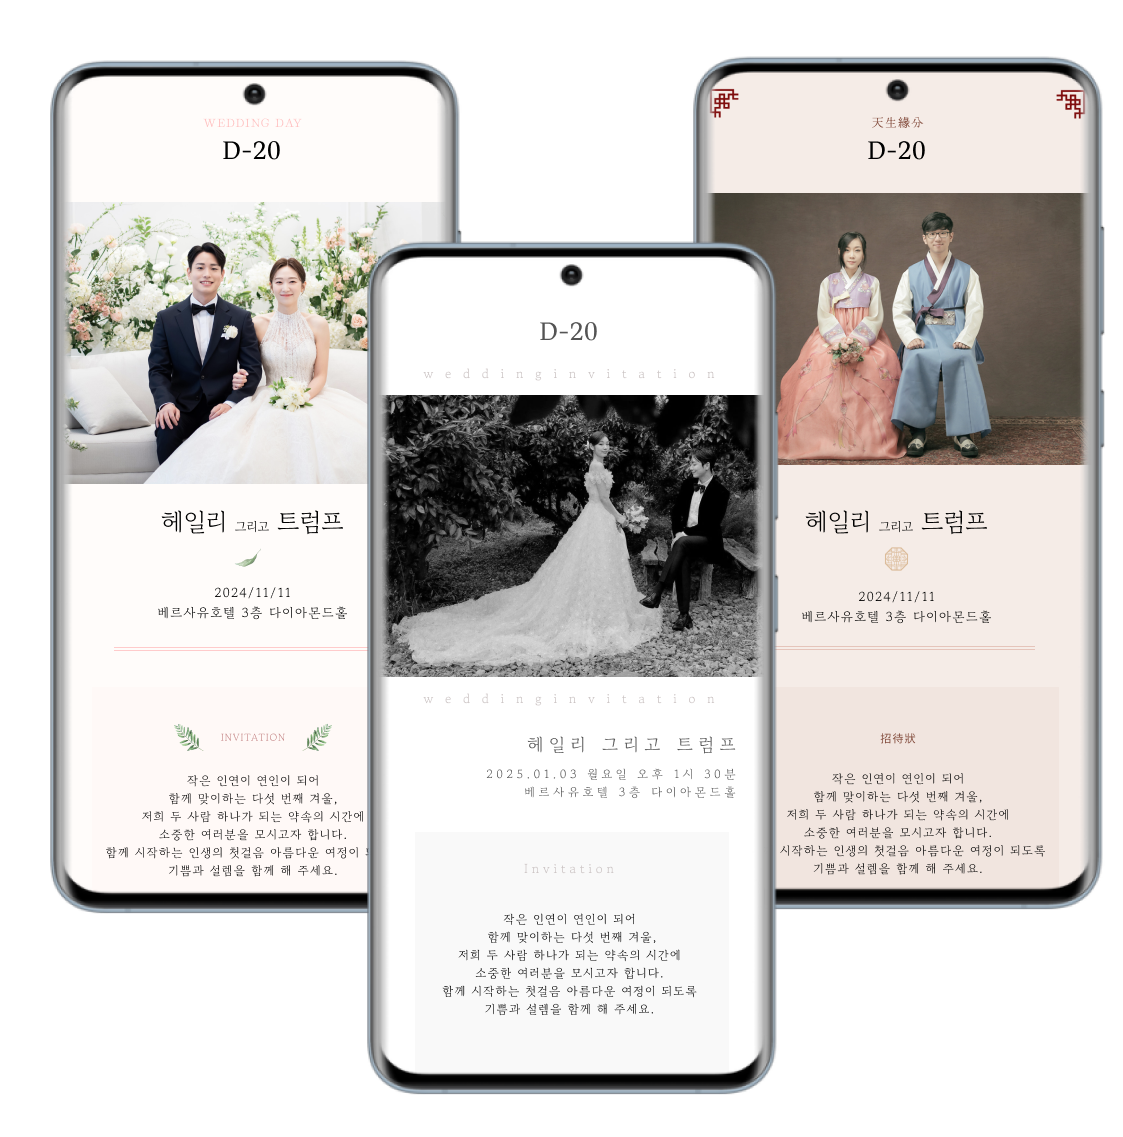 WEDDING DAY
D-20
헤일리 그리고 트럼프
2024/11/11
베르사유호텔 3층 다이아몬드홀
INVITATION
작은 인연이 연인이 되어
함께 맞이하는 다섯 번째 겨울,
저희 두 사람 하나가 되는 약속의 시간에
소중한 여러분을 모시고자 합니다.
함께 시작하는 인생의 첫걸음 아름다운 여정이
기쁨과 설렘을 함께 해 주세요.
D-20
weddinginvitation
weddinginvitation
헤일리 그리고 트럼프
2025.01.03 월요일 오후 1시 30분
베르사유호텔 3층 다이아몬드홀
Invitation
작은 인연이 연인이 되어
함께 맞이하는 다섯 번째 겨울,
저희 두 사람 하나가 되는 약속의 시간에
소중한 여러분을 모시고자 합니다.
함께 시작하는 첫걸음 아름다운 여정이 되도록
기쁨과 설렘을 함께 해 주세요.
天生緣分
D-20
헤일리 그리고 트럼프
2024/11/11
베르사유호텔 3층 다이아몬드홀
招待狀
작은 인연이 연인이 되어
함께 맞이하는 다섯 번째 겨울,
저희 두 사람 하나가 되는 약속의 시간에
소중한 여러분을 모시고자 합니다.
시작하는 인생의 첫걸음 아름다운 여정이 되도록
기쁨과 설렘을 함께 해 주세요.